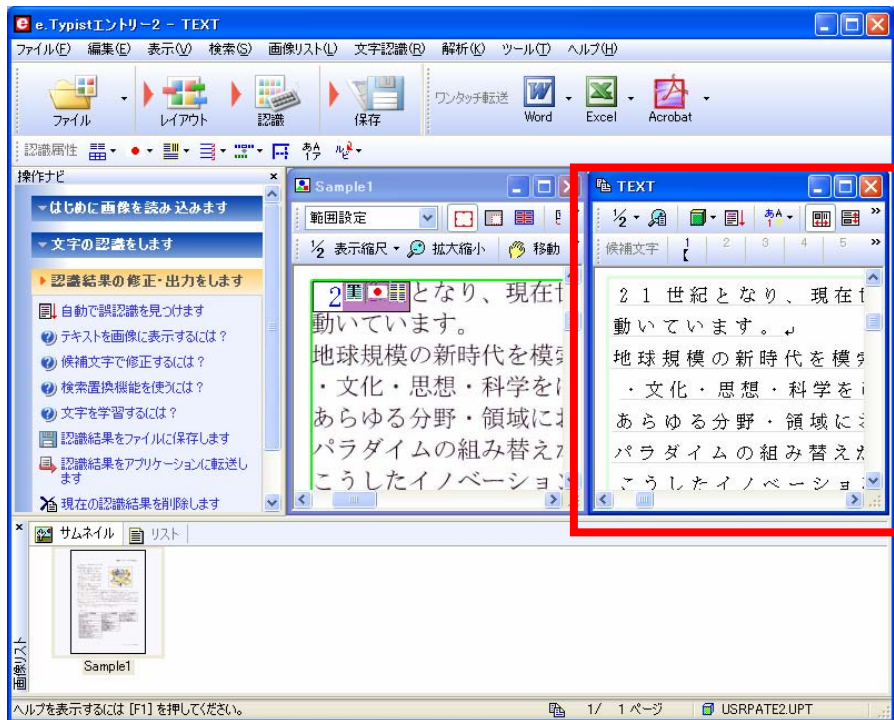 e.Typistエントリー2 - TEXT
ファイル(F) 編集(E) 表示(V) 検索(S) 画像リスト(L) 文字認識(R) 解析(K) ツール(T) ヘルプ(H)
ファイル レイアウト 認識 保存 ワンタッチ転送 Word Excel Acrobat
認識属性
操作ナビ
はじめに画像を読み込みます
文字の認識をします
認識結果の修正・出力をします
自動で誤認識を見つけます
テキストを画像に表示するには？
候補文字で修正するには？
検索置換機能を使うには？
文字を学習するには？
認識結果をファイルに保存します
認識結果をアプリケーションに転送し
ます
現在の認識結果を削除します
Sample1
範囲設定
1/2 表示縮尺 拡大縮小 移動
2 となり、現在
動いています。
地球規模の新時代を模
・文化・思想・科学を
あらゆる分野・領域に
パラダイムの組み替え
こうしたイノベーショ
TEXT
1/2
候補文字 1 2 3 4 5
21世紀となり、現在
動いています。
地球規模の新時代を模
・文化・思想・科学を
あらゆる分野・領域に
パラダイムの組み替え
こうしたイノベーショ
サムネイル リスト
Sample1
画像リスト
ヘルプを表示するには [F1] を押してください。 1/ 1 ページ USRPATE2.UPT